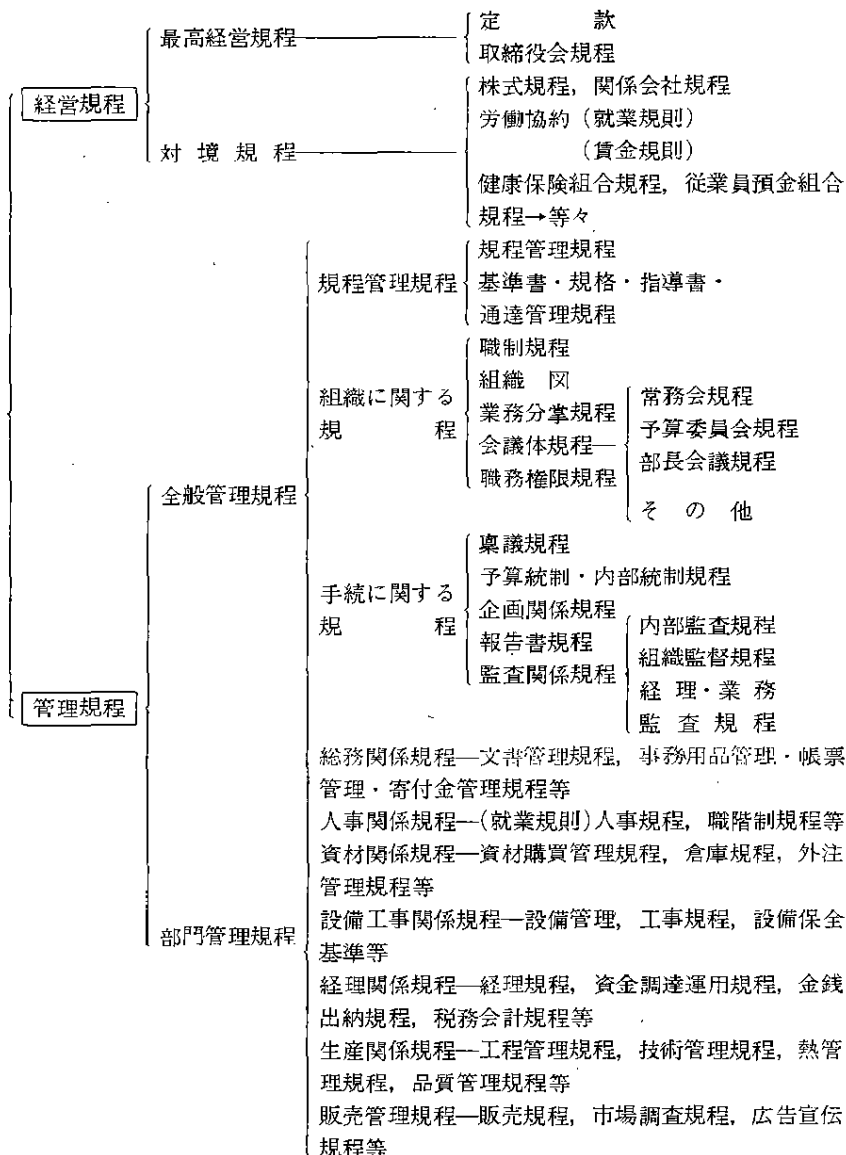 経営規程
最高経営規程
定款
取締役会規程
対境規程
株式規程，関係会社規程
労働協約（就業規則）
（賃金規則）
健康保険組合規程，従業員預金組合
規程→等々
管理規程
全般管理規程
規程管理規程
規程管理規程
基準書・規格・指導書・
通達管理規程
組織に関する
規程
職制規程
組織図
業務分掌規程
会議体規程
職務権限規程
常務会規程
予算委員会規程
部長会議規程
その他
手続に関する
規程
稟議規程
予算統制・内部統制規程
企画関係規程
報告書規程
監査関係規程
内部監査規程
組織監督規程
経理・業務
監査規程
部門管理規程
総務関係規程―文書管理規程，事務用品管理・帳票
管理・寄付金管理規程等
人事関係規程―（就業規則）人事規程，職階制規程等
資材関係規程―資材購買管理規程，倉庫規程，外注
管理規程等
設備工事関係規程―設備管理，工事規程，設備保全
基準等
経理関係規程―経理規程，資金調達運用規程，金銭
出納規程，税務会計規程等
生産関係規程―工程管理規程，技術管理規程，熱管
理規程，品質管理規程等
販売管理規程―販売規程，市場調査規程，広告宣伝
規程等